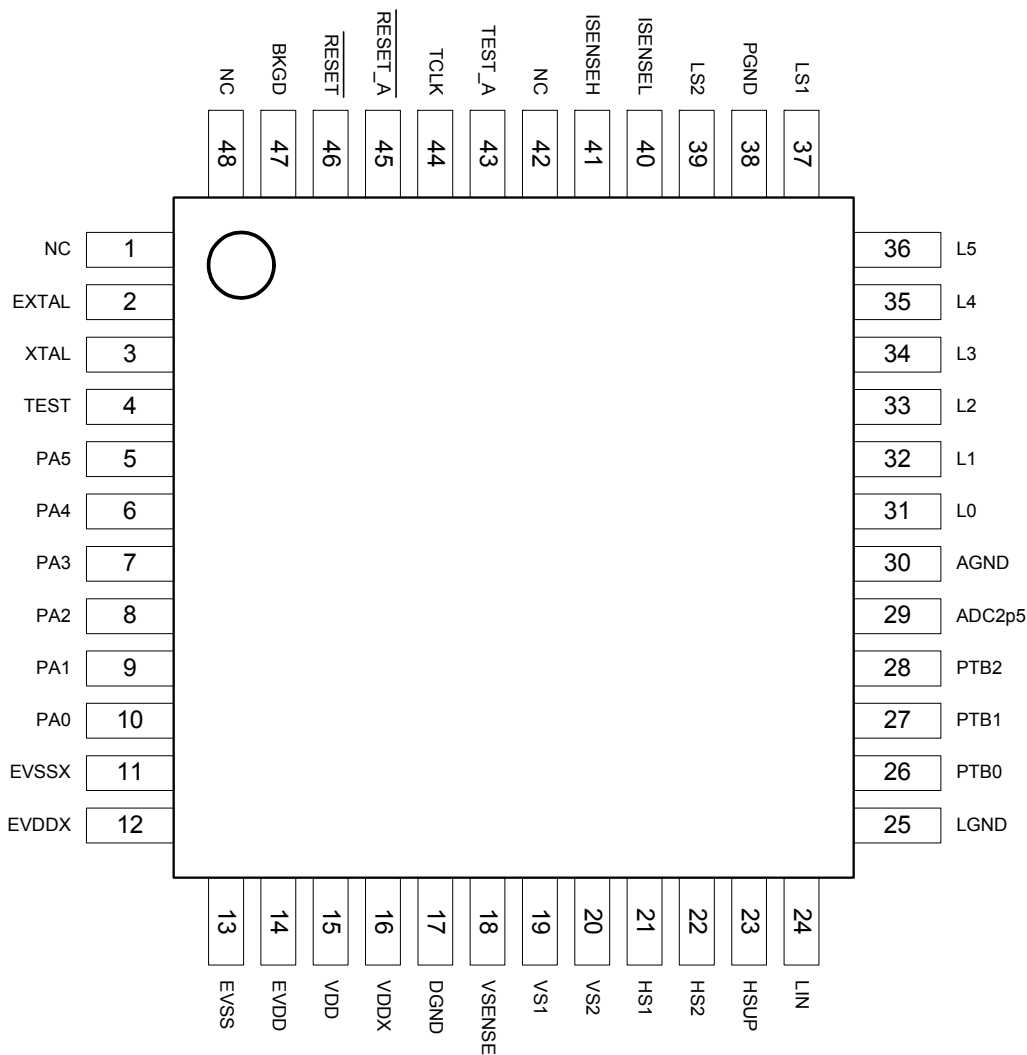 NC
BKGD
RESET
RESET_A
TCLK
TEST_A
NC
ISENSEH
ISENSEL
LS2
PGND
LS1
48
47
46
45
44
43
42
41
40
39
38
37
NC 1
EXTAL 2
XTAL 3
TEST 4
PA5 5
PA4 6
PA3 7
PA2 8
PA1 9
PA0 10
EVSSX 11
EVDDX 12
36 L5
35 L4
34 L3
33 L2
32 L1
31 L0
30 AGND
29 ADC2p5
28 PTB2
27 PTB1
26 PTB0
25 LGND
13
14
15
16
17
18
19
20
21
22
23
24
EVSS
EVDD
VDD
VDDX
DGND
VSENSE
VS1
VS2
HS1
HS2
HSUP
LIN